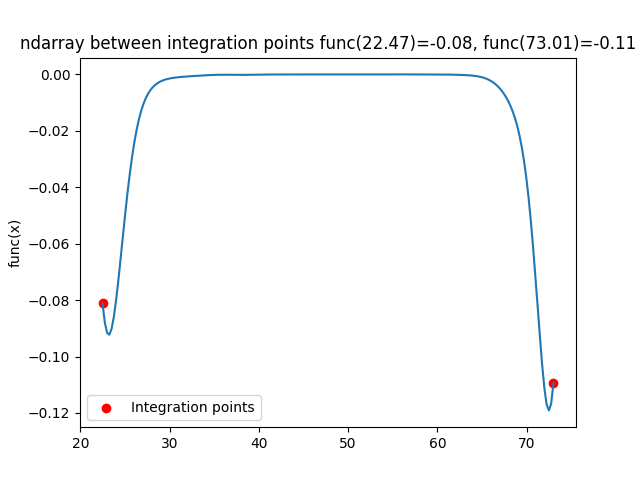 ndarray between integration points func(22.47)=-0.08, func(73.01)=-0.11
0.00
−0.02
−0.04
−0.06
−0.08
−0.10
−0.12
func(x)
Integration points
20 30 40 50 60 70